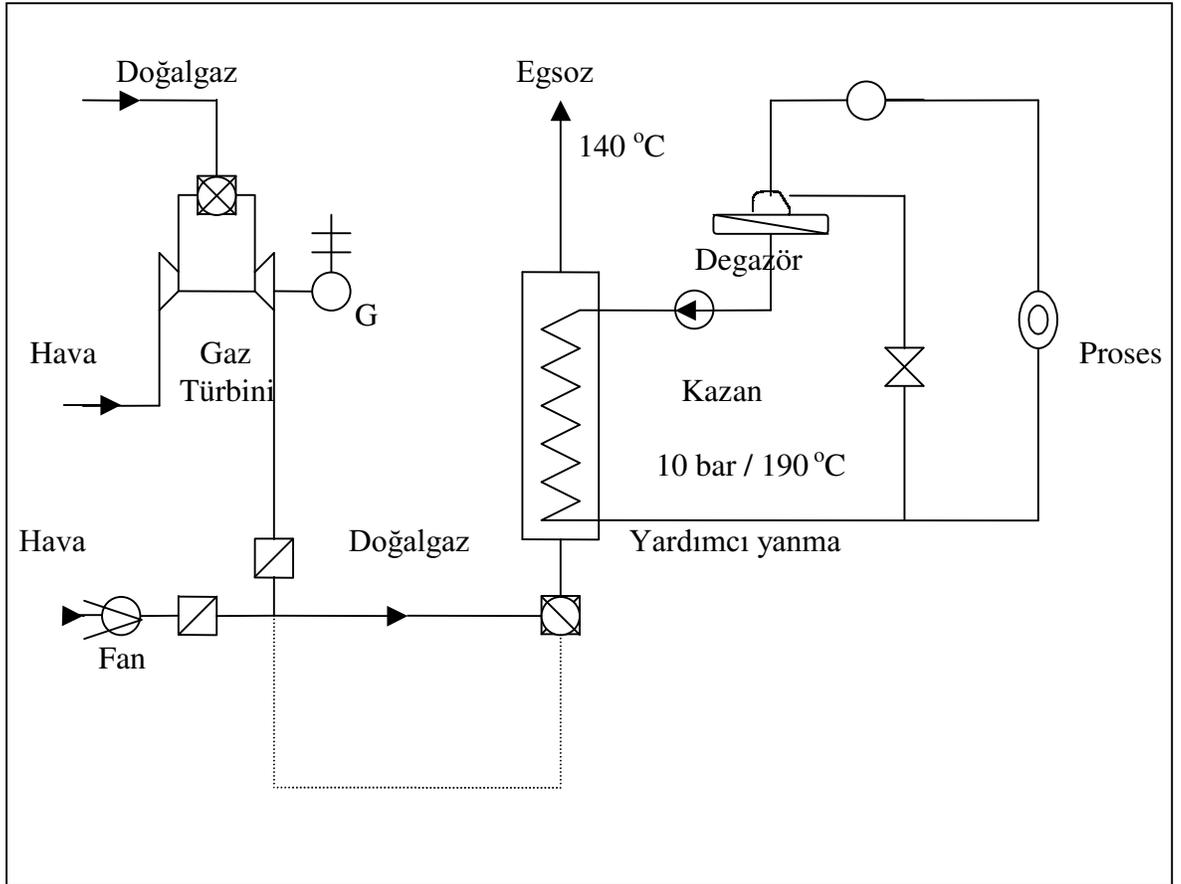 Doğalgaz
Egsoz
140 °C
Degazör
G
Hava
Gaz
Türbini
Proses
Kazan
10 bar / 190 °C
Hava
Doğalgaz
Yardımcı yanma
Fan